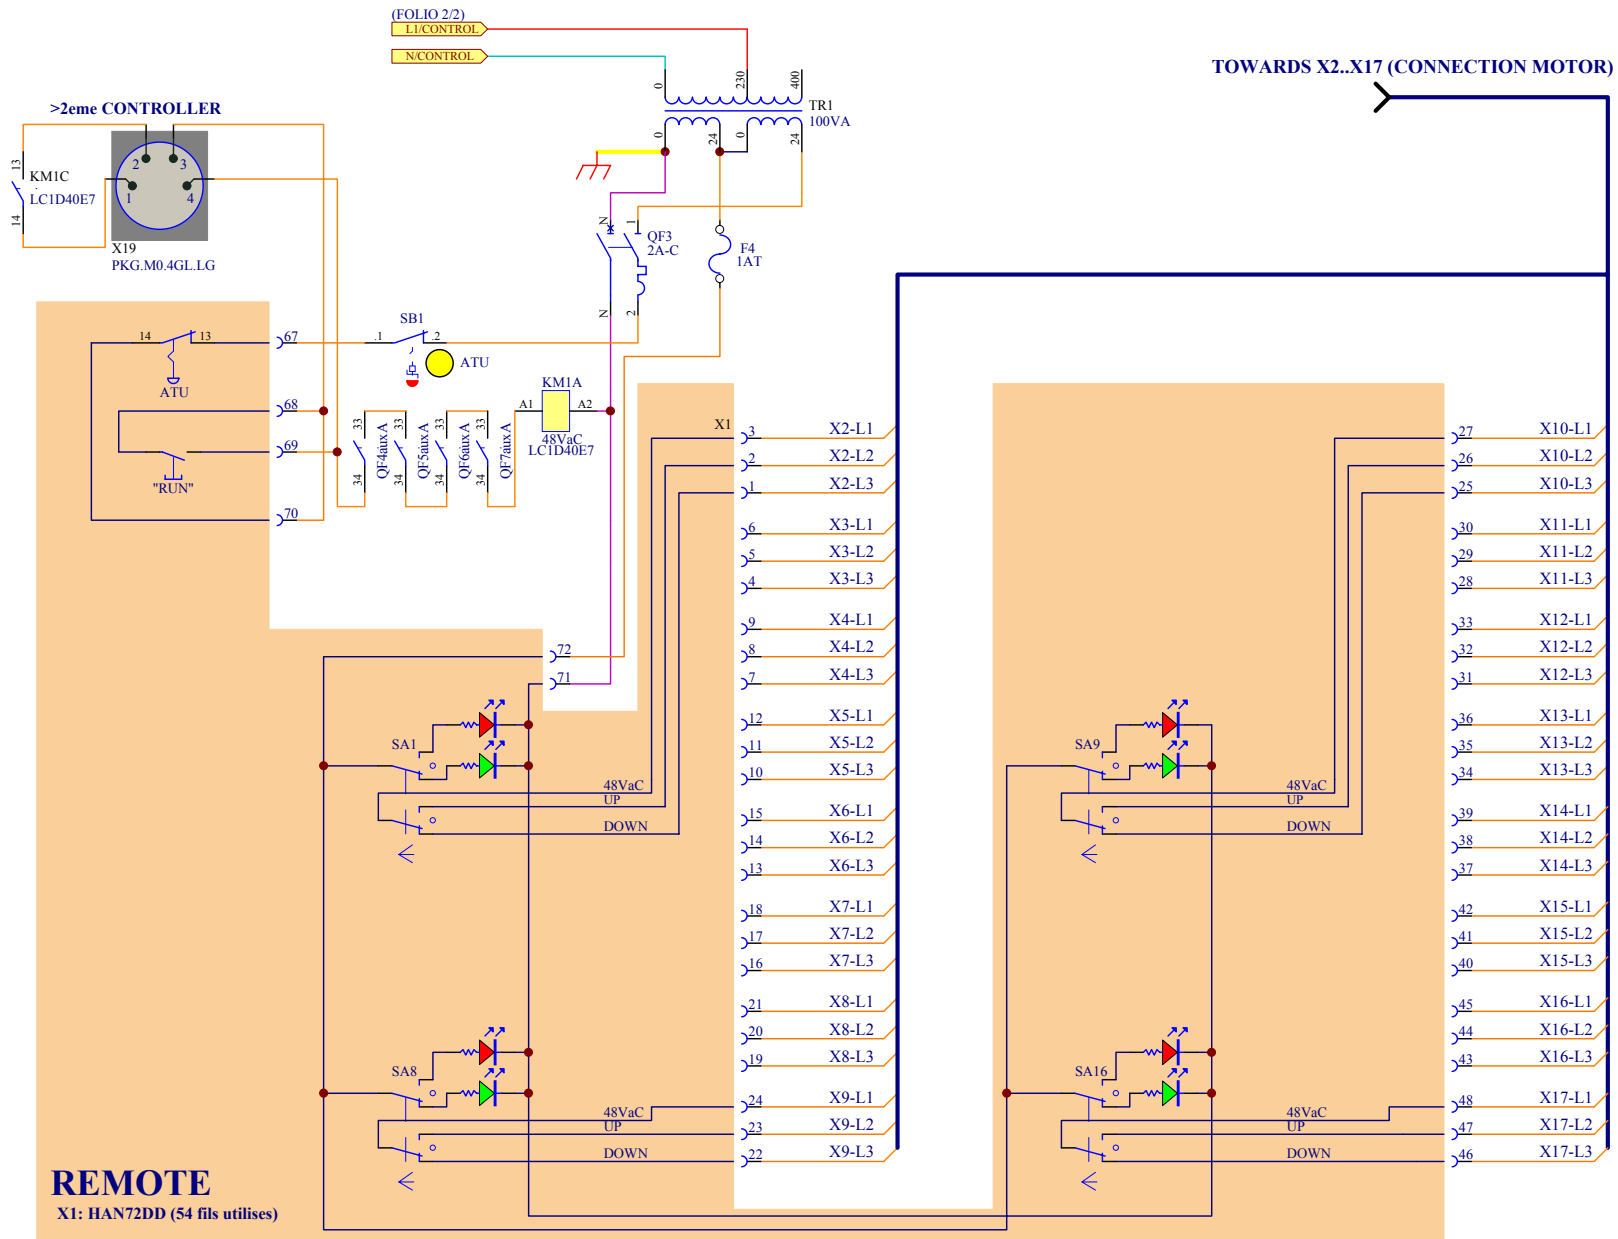 (FOLIO 2/2)
L1/CONTROL
N/CONTROL
0
230
400
TR1
100VA
0
24
0
24
TOWARDS X2..X17 (CONNECTION MOTOR)
>2eme CONTROLLER
13
KM1C
LC1D40E7
14
2
3
1
4
X19
PKG.M0.4GL.LG
N
1
QF3
2A-C
N
2
F4
1AT
14
13
ATU
67
SB1
.1
.2
ATU
68
69
"RUN"
70
33
34
QF4auxA
33
34
QF5auxA
33
34
QF6auxA
33
34
QF7auxA
KM1A
A1
A2
48VaC
LC1D40E7
72
71
X1
3 X2-L1
2 X2-L2
1 X2-L3
6 X3-L1
5 X3-L2
4 X3-L3
9 X4-L1
8 X4-L2
7 X4-L3
12 X5-L1
11 X5-L2
10 X5-L3
15 X6-L1
14 X6-L2
13 X6-L3
18 X7-L1
17 X7-L2
16 X7-L3
21 X8-L1
20 X8-L2
19 X8-L3
24 X9-L1
23 X9-L2
22 X9-L3
SA1
48VaC
UP
DOWN
SA8
48VaC
UP
DOWN
27 X10-L1
26 X10-L2
25 X10-L3
30 X11-L1
29 X11-L2
28 X11-L3
33 X12-L1
32 X12-L2
31 X12-L3
36 X13-L1
35 X13-L2
34 X13-L3
39 X14-L1
38 X14-L2
37 X14-L3
42 X15-L1
41 X15-L2
40 X15-L3
45 X16-L1
44 X16-L2
43 X16-L3
48 X17-L1
47 X17-L2
46 X17-L3
SA9
48VaC
UP
DOWN
SA16
48VaC
UP
DOWN
REMOTE
X1: HAN72DD (54 fils utilises)